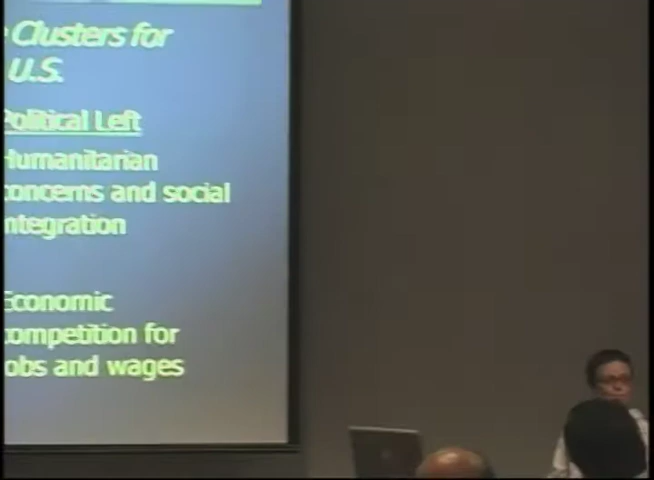 Clusters for
U.S.
Political Left
Humanitarian
concerns and social
integration
Economic
competition for
jobs and wages